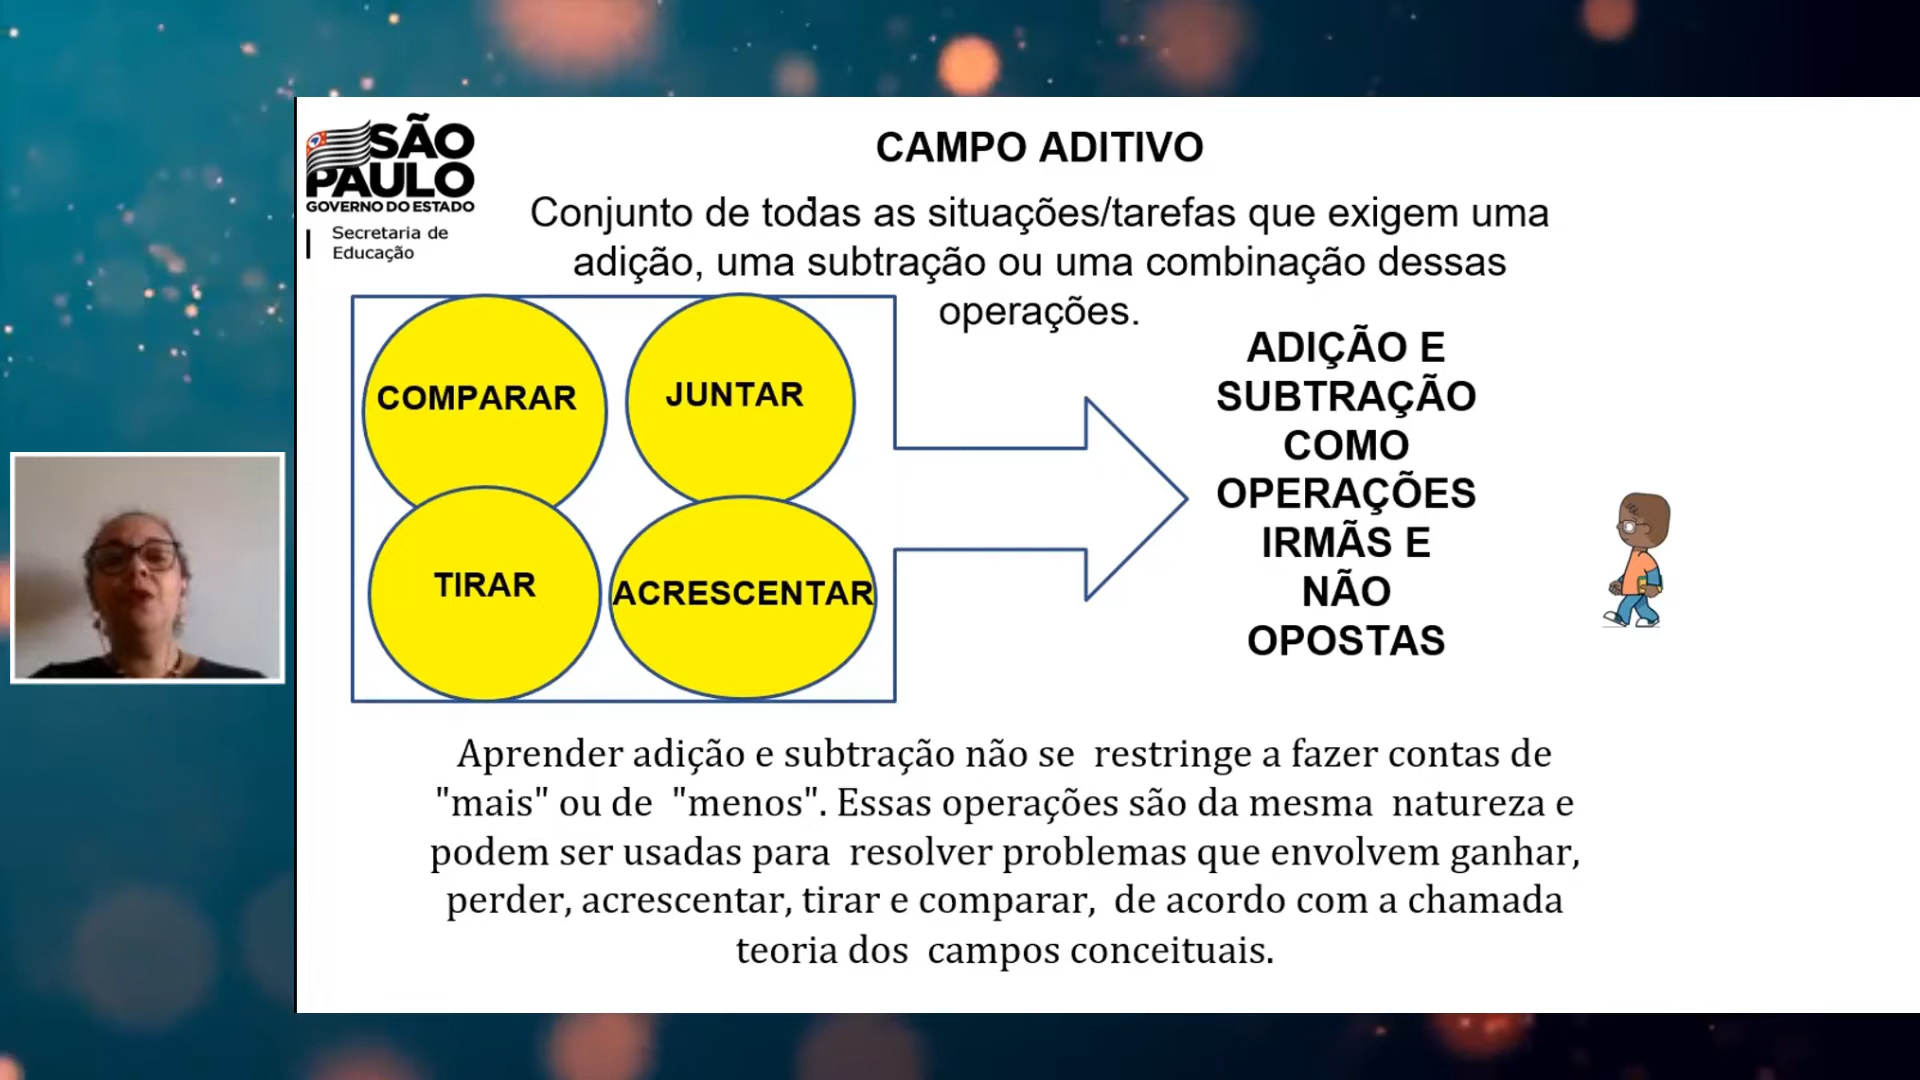 SÃO
PAULO
GOVERNO DO ESTADO
Secretaria de
Educação
CAMPO ADITIVO
Conjunto de todas as situações/tarefas que exigem uma
adição, uma subtração ou uma combinação dessas
operações.
COMPARAR
JUNTAR
TIRAR
ACRESCENTAR
ADIÇÃO E
SUBTRAÇÃO
COMO
OPERAÇÕES
IRMÃS E
NÃO
OPOSTAS
Aprender adição e subtração não se restringe a fazer contas de
"mais" ou de "menos". Essas operações são da mesma natureza e
podem ser usadas para resolver problemas que envolvem ganhar,
perder, acrescentar, tirar e comparar, de acordo com a chamada
teoria dos campos conceituais.